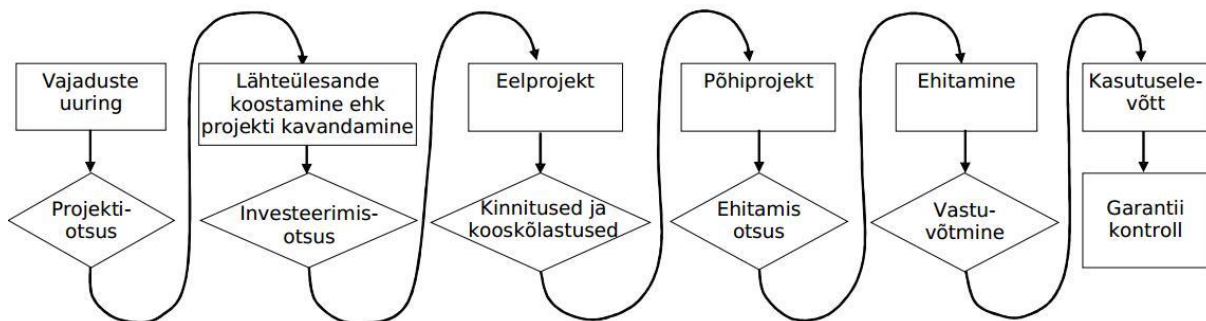 Vajaduste
uuring
Projekti-
otsus
Lähteülesande
koostamine ehk
projekti kavandamine
Investeerimis-
otsus
Eelprojekt
Kinnitused ja
kooskõlastused
Põhiprojekt
Ehitamis
otsus
Ehitamine
Vastu-
võtmine
Kasutusele-
võtt
Garantii
kontroll